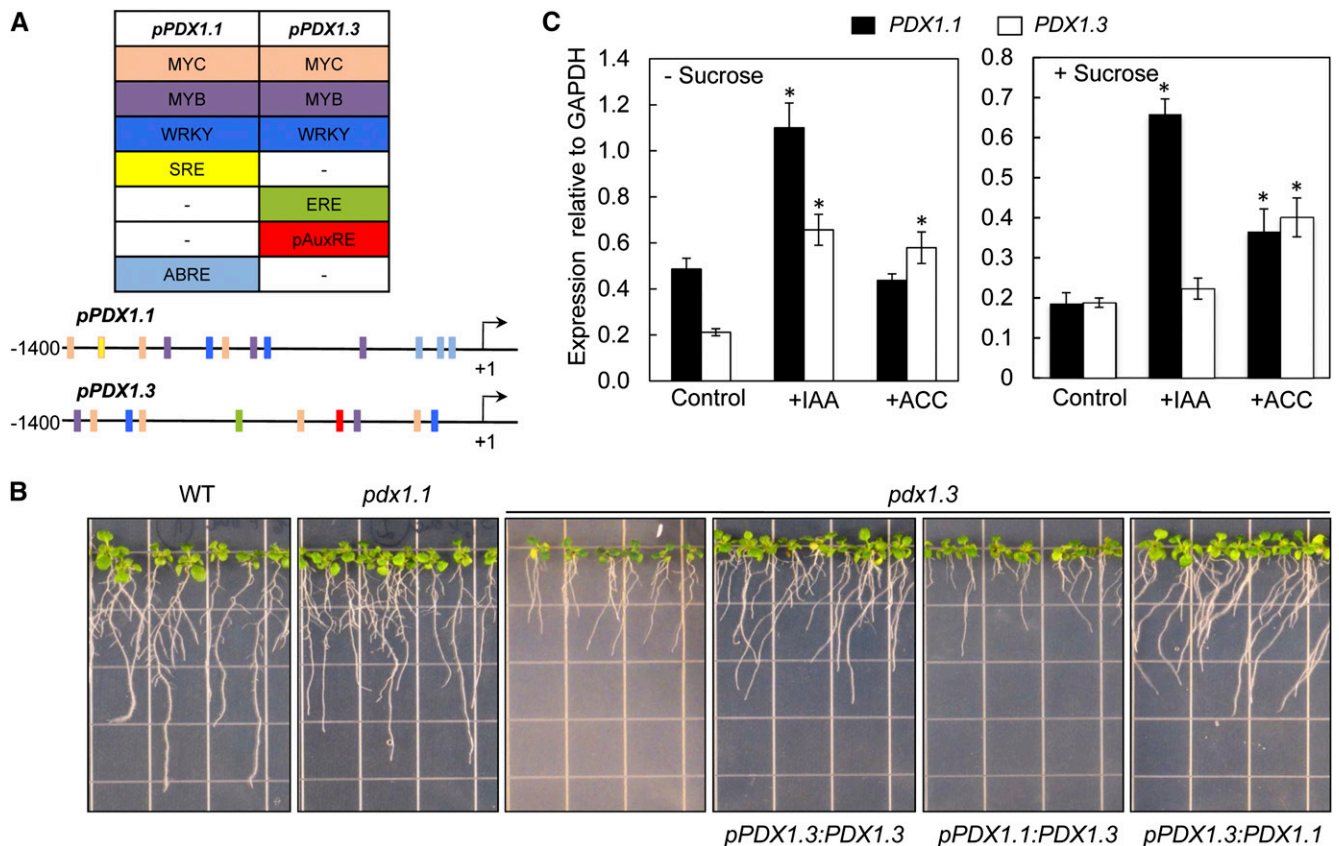 A
pPDX1.1 pPDX1.3
MYC MYC
MYB MYB
WRKY WRKY
SRE -
- ERE
- pAuxRE
ABRE -
pPDX1.1
-1400
+1
pPDX1.3
-1400
+1
C
PDX1.1 PDX1.3
Expression relative to GAPDH
- Sucrose
1.4
1.2
1.0
0.8
0.6
0.4
0.2
0.0
* * *
Control +IAA +ACC
+ Sucrose
0.8
0.7
0.6
0.5
0.4
0.3
0.2
0.1
0
* * *
Control +IAA +ACC
B
WT pdx1.1 pdx1.3
pPDX1.3:PDX1.3 pPDX1.1:PDX1.3 pPDX1.3:PDX1.1